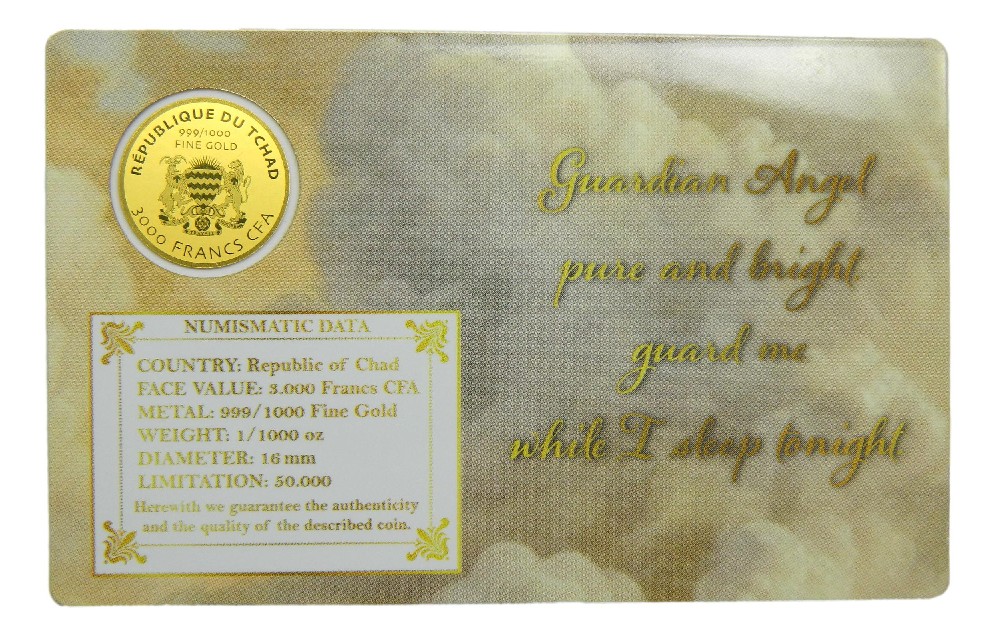 RÉPUBLIQUE DU TCHAD
999/1000
FINE GOLD
3000 FRANCS CFA
NUMISMATIC DATA
COUNTRY: Republic of Chad
FACE VALUE: 3.000 Francs CFA
METAL: 999/1000 Fine Gold
WEIGHT: 1/1000 oz
DIAMETER: 16 mm
LIMITATION: 50.000
Herewith we guarantee the authenticity
and the quality of the described coin.
Guardian Angel
pure and bright
guard me
while I sleep tonight